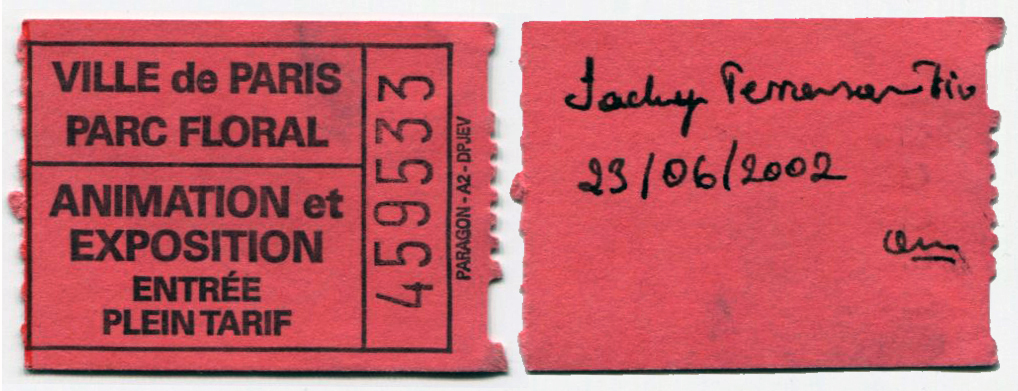 VILLE de PARIS
PARC FLORAL
ANIMATION et
EXPOSITION
ENTRÉE
PLEIN TARIF
459533
PARAGON - A2 - DPJEV
Jacky Terrasson Trio
23/06/2002